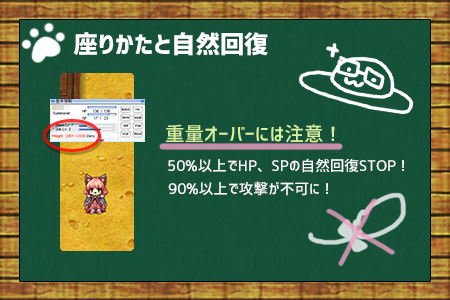 座りかたと自然回復
重量オーバーには注意！
50%以上でHP、SPの自然回復STOP！
90%以上で攻撃が不可に！
HP
SP